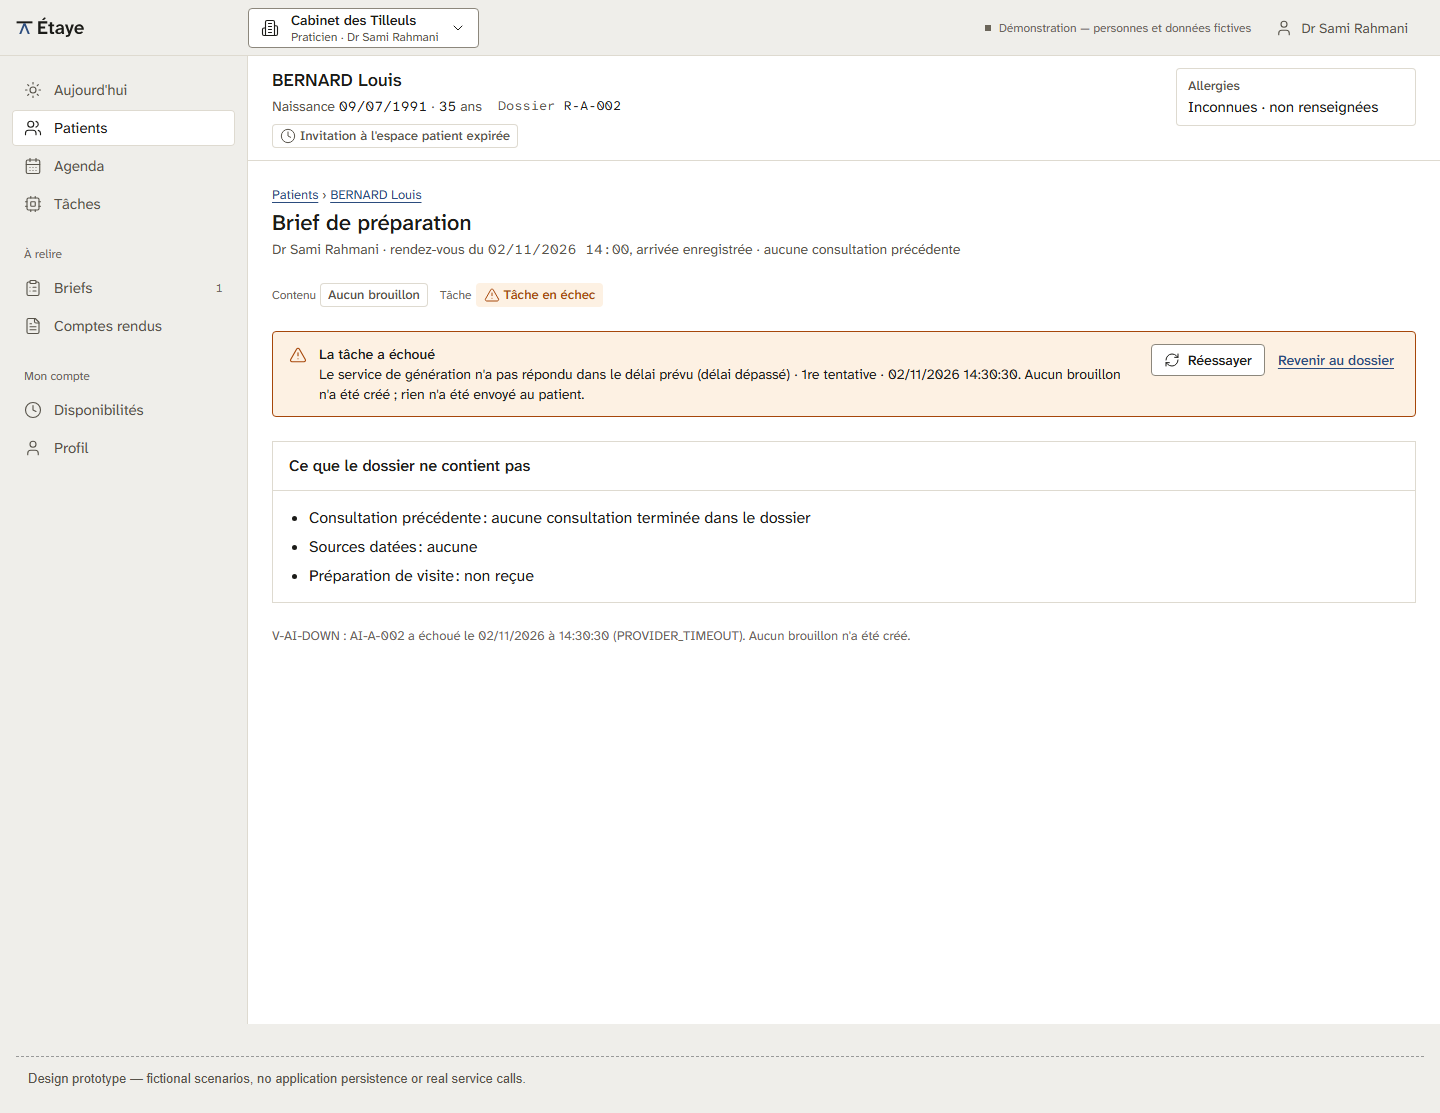 Étaye
Cabinet des Tilleuls
Praticien · Dr Sami Rahmani
Démonstration — personnes et données fictives
Dr Sami Rahmani
Aujourd'hui
Patients
Agenda
Tâches
À relire
Briefs 1
Comptes rendus
Mon compte
Disponibilités
Profil
BERNARD Louis
Naissance 09/07/1991 · 35 ans Dossier R-A-002
Invitation à l'espace patient expirée
Allergies
Inconnues · non renseignées
Patients › BERNARD Louis
Brief de préparation
Dr Sami Rahmani · rendez-vous du 02/11/2026 14:00, arrivée enregistrée · aucune consultation précédente
Contenu Aucun brouillon Tâche Tâche en échec
La tâche a échoué
Le service de génération n'a pas répondu dans le délai prévu (délai dépassé) · 1re tentative · 02/11/2026 14:30:30. Aucun brouillon
n'a été créé ; rien n'a été envoyé au patient.
Réessayer
Revenir au dossier
Ce que le dossier ne contient pas
• Consultation précédente : aucune consultation terminée dans le dossier
• Sources datées : aucune
• Préparation de visite : non reçue
V-AI-DOWN : AI-A-002 a échoué le 02/11/2026 à 14:30:30 (PROVIDER_TIMEOUT). Aucun brouillon n'a été créé.
Design prototype — fictional scenarios, no application persistence or real service calls.